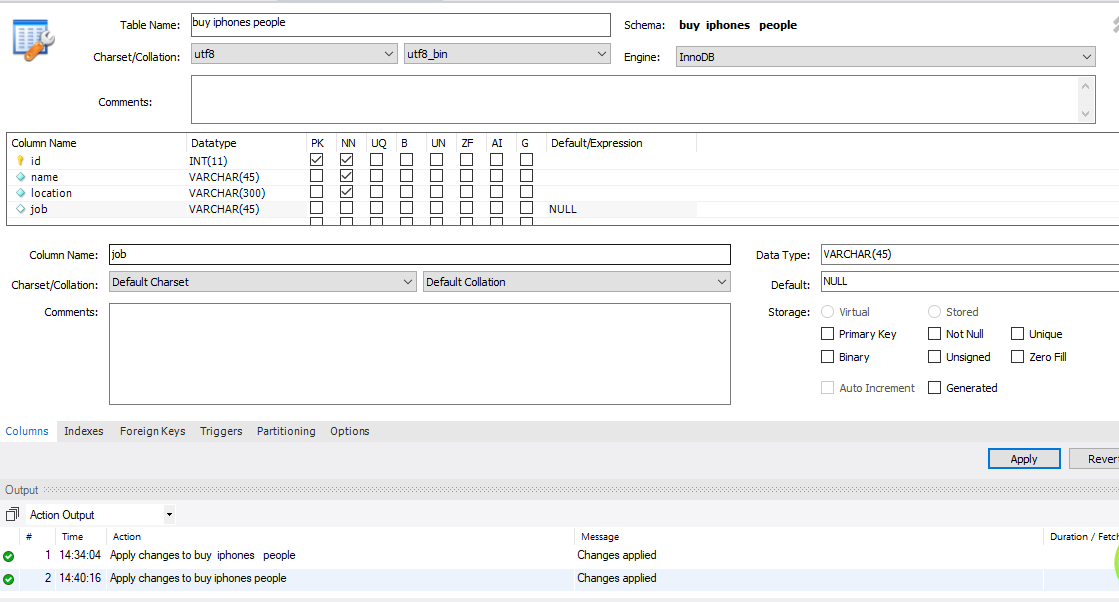 Table Name: buy iphones people Schema: buy  iphones   people
Charset/Collation: utf8 utf8_bin Engine: InnoDB
Comments:
Column Name Datatype PK NN UQ B UN ZF AI G Default/Expression
id INT(11)
name VARCHAR(45)
location VARCHAR(300)
job VARCHAR(45) NULL
Column Name: job Data Type: VARCHAR(45)
Charset/Collation: Default Charset Default Collation Default: NULL
Comments: Storage: Virtual Stored
Primary Key Not Null Unique
Binary Unsigned Zero Fill
Auto Increment Generated
Columns Indexes Foreign Keys Triggers Partitioning Options
Apply Rever
Output
Action Output
# Time Action Message Duration / Fetch
1 14:34:04 Apply changes to buy  iphones   people Changes applied
2 14:40:16 Apply changes to buy iphones people Changes applied